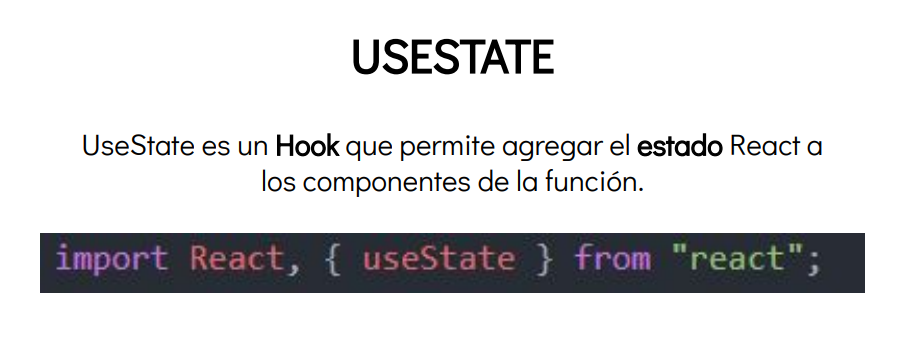 USESTATE
UseState es un Hook que permite agregar el estado React a
los componentes de la función.
import React, { useState } from "react";